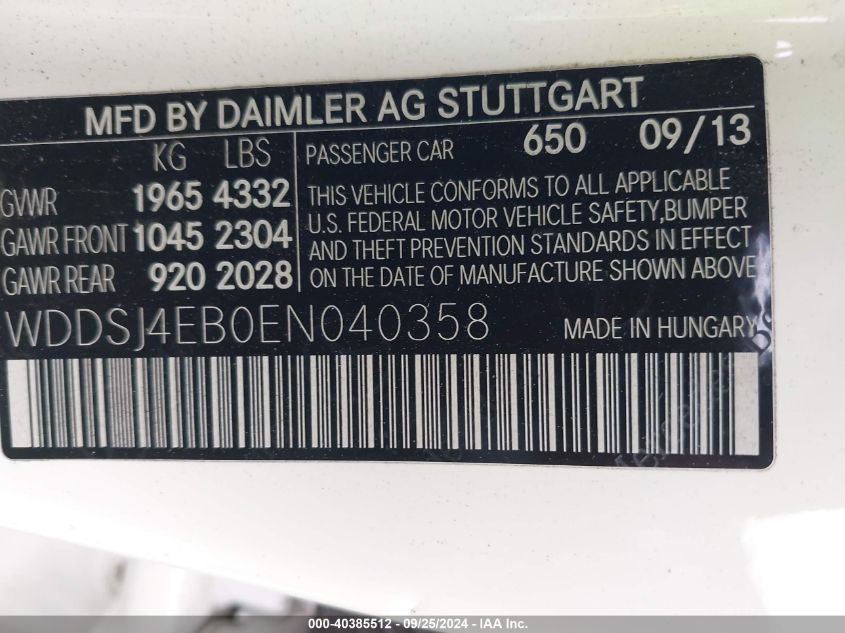 MFD BY DAIMLER AG STUTTGART
KG LBS
GVWR 1965 4332
GAWR FRONT 1045 2304
GAWR REAR 920 2028
PASSENGER CAR 650 09/13
THIS VEHICLE CONFORMS TO ALL APPLICABLE
U.S. FEDERAL MOTOR VEHICLE SAFETY,BUMPER
AND THEFT PREVENTION STANDARDS IN EFFECT
ON THE DATE OF MANUFACTURE SHOWN ABOVE
WDDSJ4EB0EN040358 MADE IN HUNGARY
000-40385512 - 09/25/2024 - IAA Inc.